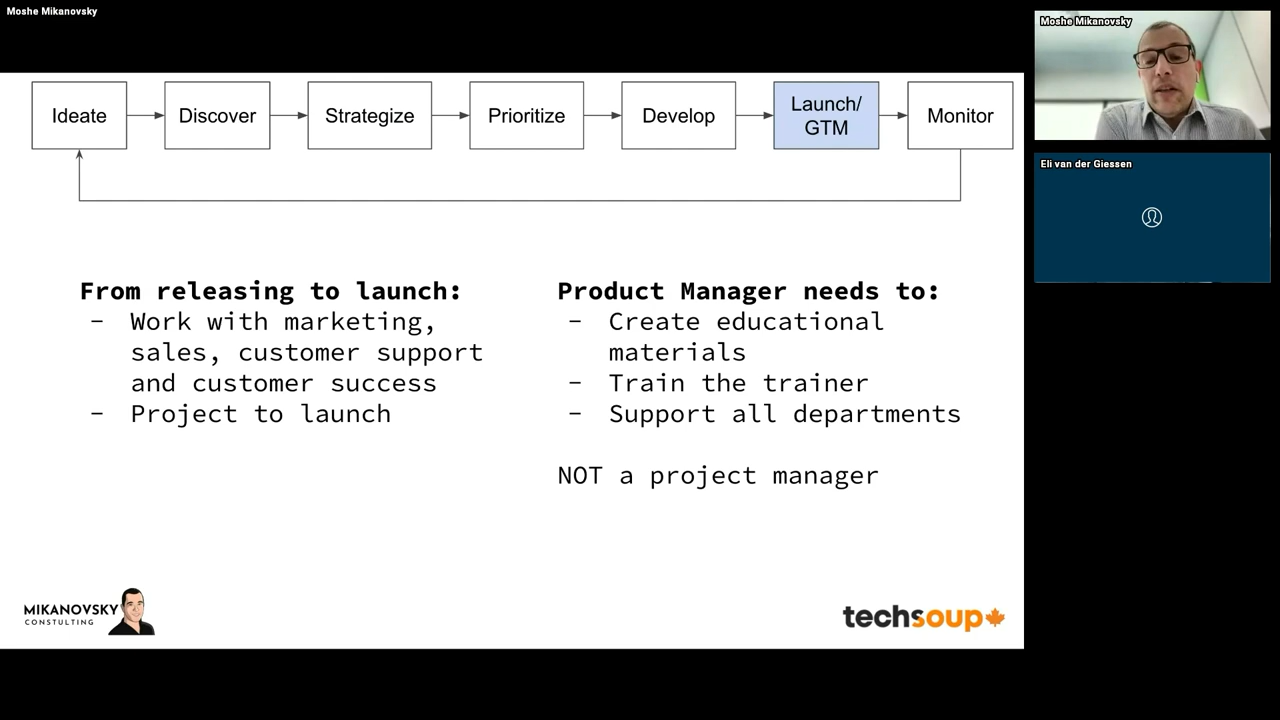 Moshe Mikanovsky
Moshe Mikanovsky
Ideate
Discover
Strategize
Prioritize
Develop
Launch/
GTM
Monitor
Eli van der Giessen
From releasing to launch:
- Work with marketing,
sales, customer support
and customer success
- Project to launch
Product Manager needs to:
- Create educational
materials
- Train the trainer
- Support all departments
NOT a project manager
MIKANOVSKY
CONSTULTING
techsoup